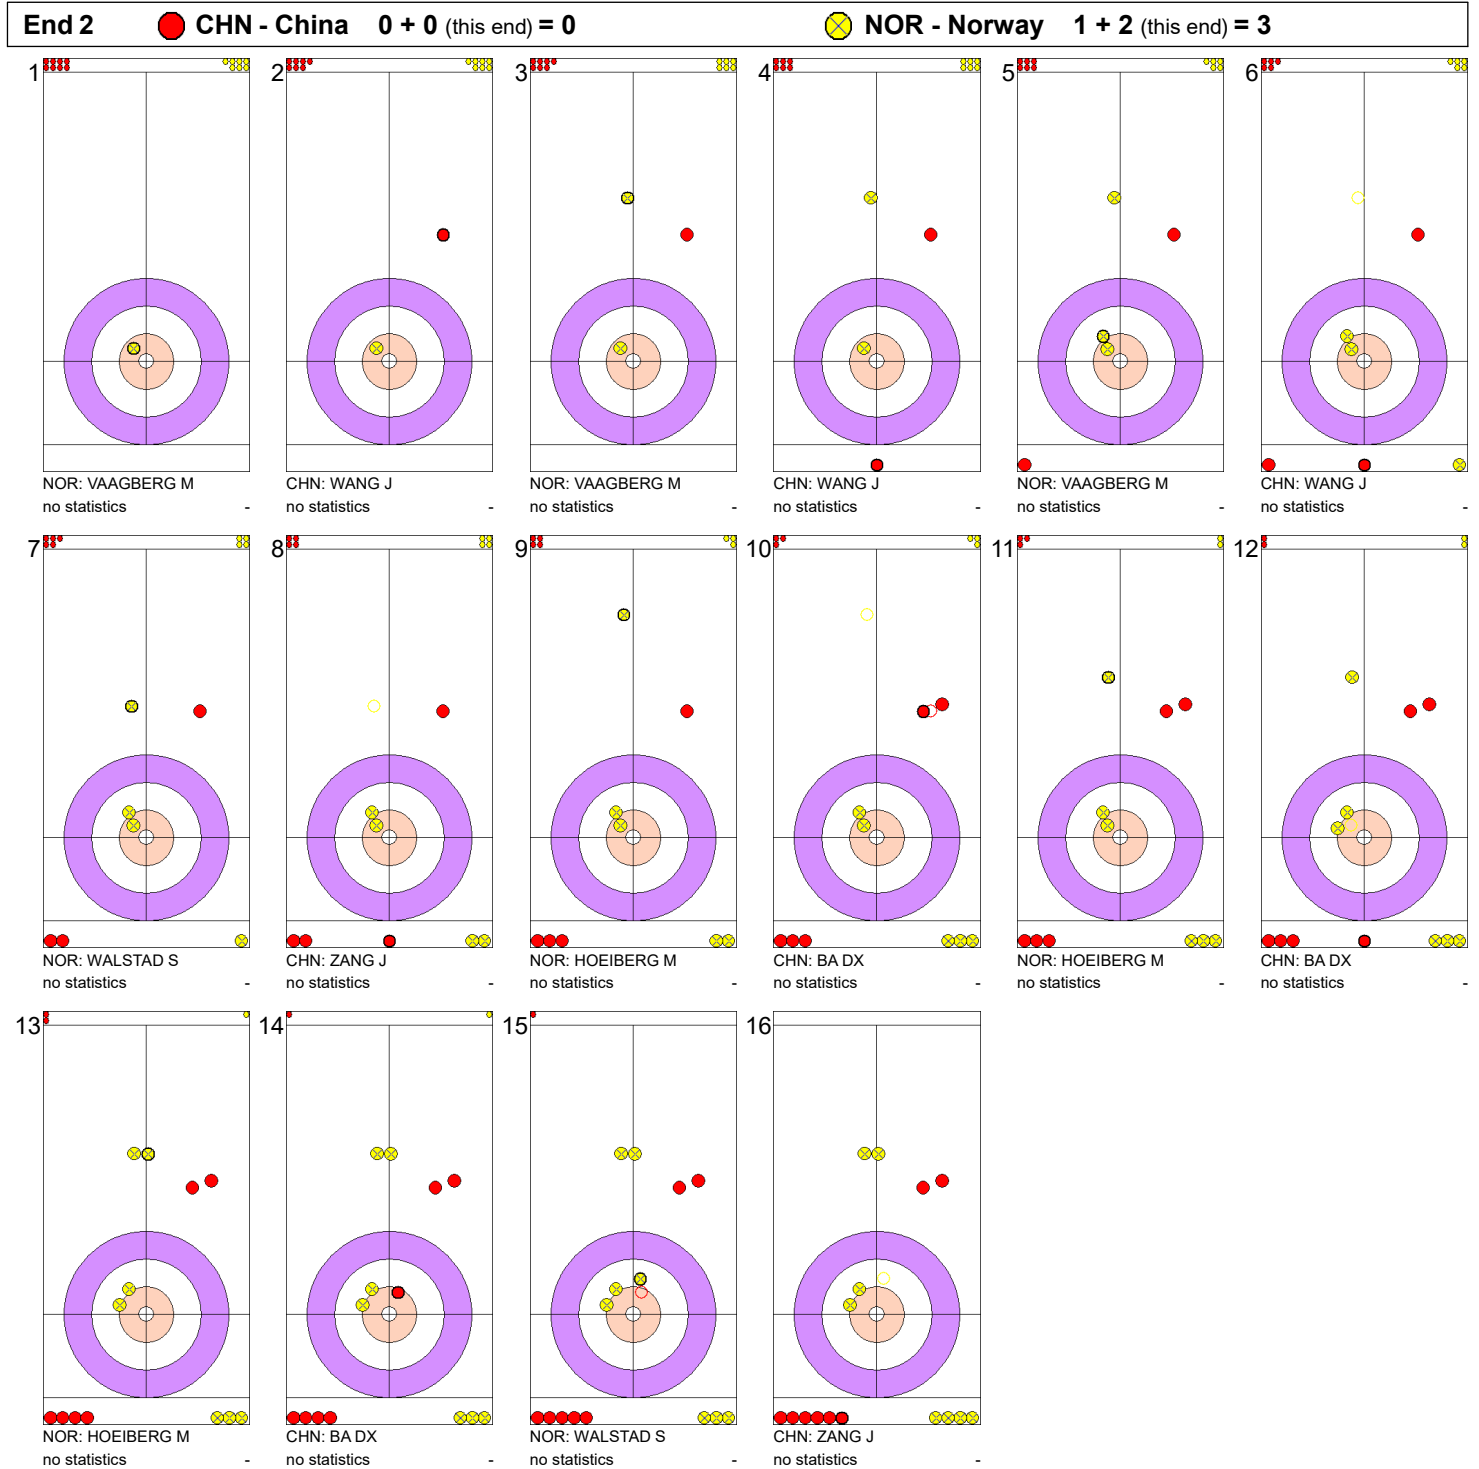 End 2 CHN - China 0 + 0 (this end) = 0 NOR - Norway 1 + 2 (this end) = 3
1 2 3 4 5 6
NOR: VAAGBERG M CHN: WANG J NOR: VAAGBERG M CHN: WANG J NOR: VAAGBERG M CHN: WANG J
no statistics - no statistics - no statistics - no statistics - no statistics - no statistics -
7 8 9 10 11 12
NOR: WALSTAD S CHN: ZANG J NOR: HOEIBERG M CHN: BA DX NOR: HOEIBERG M CHN: BA DX
no statistics - no statistics - no statistics - no statistics - no statistics - no statistics -
13 14 15 16
NOR: HOEIBERG M CHN: BA DX NOR: WALSTAD S CHN: ZANG J
no statistics - no statistics - no statistics - no statistics -